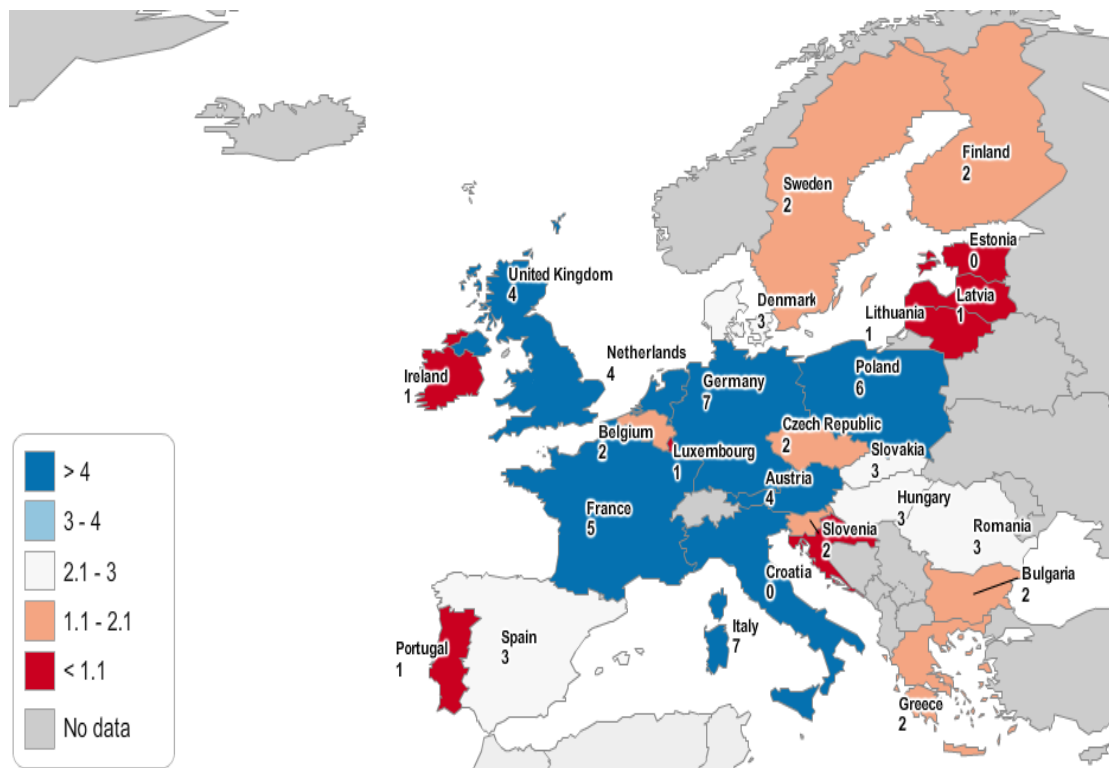 Finland
2
Sweden
2
Estonia
0
United Kingdom
4
Denmark
3
Latvia
1
Lithuania
1
Netherlands
4
Ireland
1
Germany
7
Poland
6
Belgium
2
Czech Republic
2
Luxembourg
1
Slovakia
3
Austria
4
Hungary
3
France
5
Slovenia
2
Romania
3
Croatia
0
Bulgaria
2
Italy
7
Spain
3
Portugal
1
Greece
2
> 4
3 - 4
2.1 - 3
1.1 - 2.1
< 1.1
No data